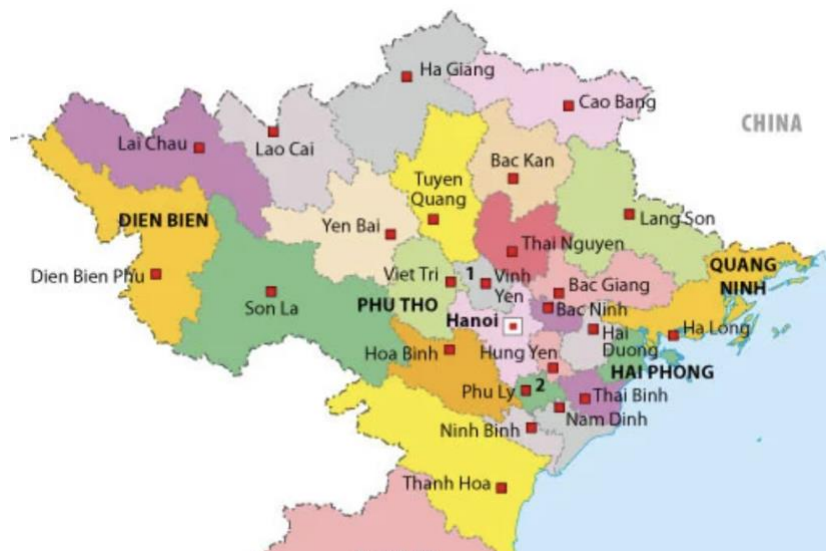 Ha Giang
Cao Bang
CHINA
Lai Chau
Lao Cai
Bac Kan
Tuyen
Quang
DIEN BIEN
Yen Bai
Lang Son
Thai Nguyen
Dien Bien Phu
Viet Tri
1
Vinh
Yen
QUANG
NINH
Bac Giang
Son La
PHU THO
Bac Ninh
Hanoi
Hai
Duong
Ha Long
Hoa Binh
Hung Yen
HAI PHONG
Phu Ly
2
Thai Binh
Nam Dinh
Ninh Binh
Thanh Hoa